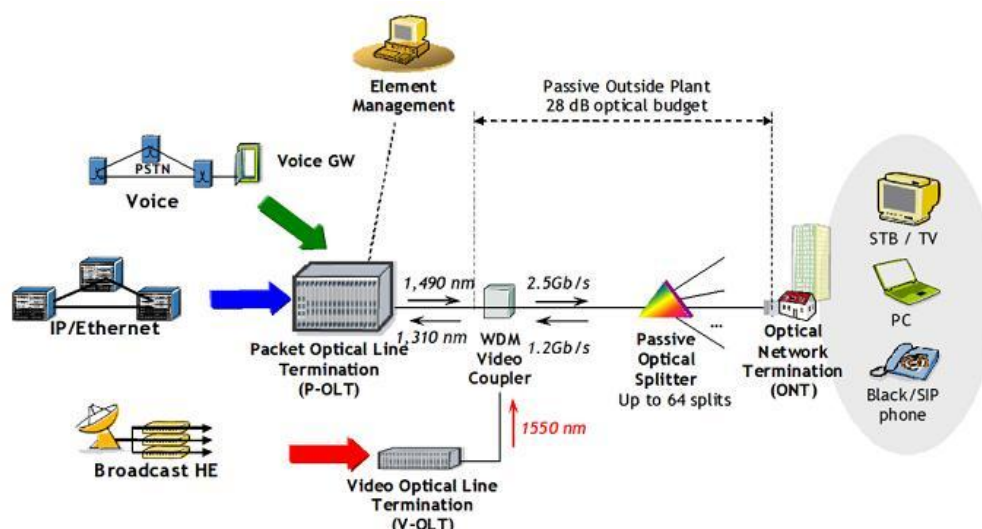 Element
Management
Passive Outside Plant
28 dB optical budget
PSTN
Voice GW
Voice
STB / TV
1,490 nm
2.5Gb/s
IP/Ethernet
1,310 nm
1.2Gb/s
...
PC
Packet Optical Line
Termination
(P-OLT)
WDM
Video
Coupler
Passive
Optical
Splitter
Up to 64 splits
Optical
Network
Termination
(ONT)
Black/SIP
phone
1550 nm
Broadcast HE
Video Optical Line
Termination
(V-OLT)